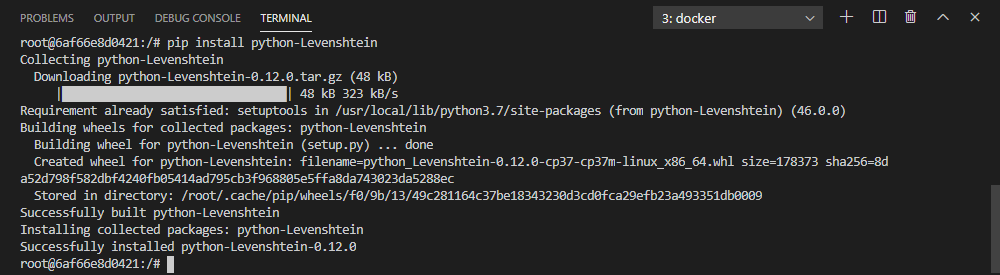 PROBLEMS OUTPUT DEBUG CONSOLE TERMINAL 3: docker
root@6af66e8d0421:/# pip install python-Levenshtein
Collecting python-Levenshtein
  Downloading python-Levenshtein-0.12.0.tar.gz (48 kB)
     |████████████████████████████████| 48 kB 323 kB/s
Requirement already satisfied: setuptools in /usr/local/lib/python3.7/site-packages (from python-Levenshtein) (46.0.0)
Building wheels for collected packages: python-Levenshtein
  Building wheel for python-Levenshtein (setup.py) ... done
  Created wheel for python-Levenshtein: filename=python_Levenshtein-0.12.0-cp37-cp37m-linux_x86_64.whl size=178373 sha256=8d
a52d798f582dbf4240fb05414ad795cb3f968805e5ffa8da743023da5288ec
  Stored in directory: /root/.cache/pip/wheels/f0/9b/13/49c281164c37be18343230d3cd0fca29efb23a493351db0009
Successfully built python-Levenshtein
Installing collected packages: python-Levenshtein
Successfully installed python-Levenshtein-0.12.0
root@6af66e8d0421:/#